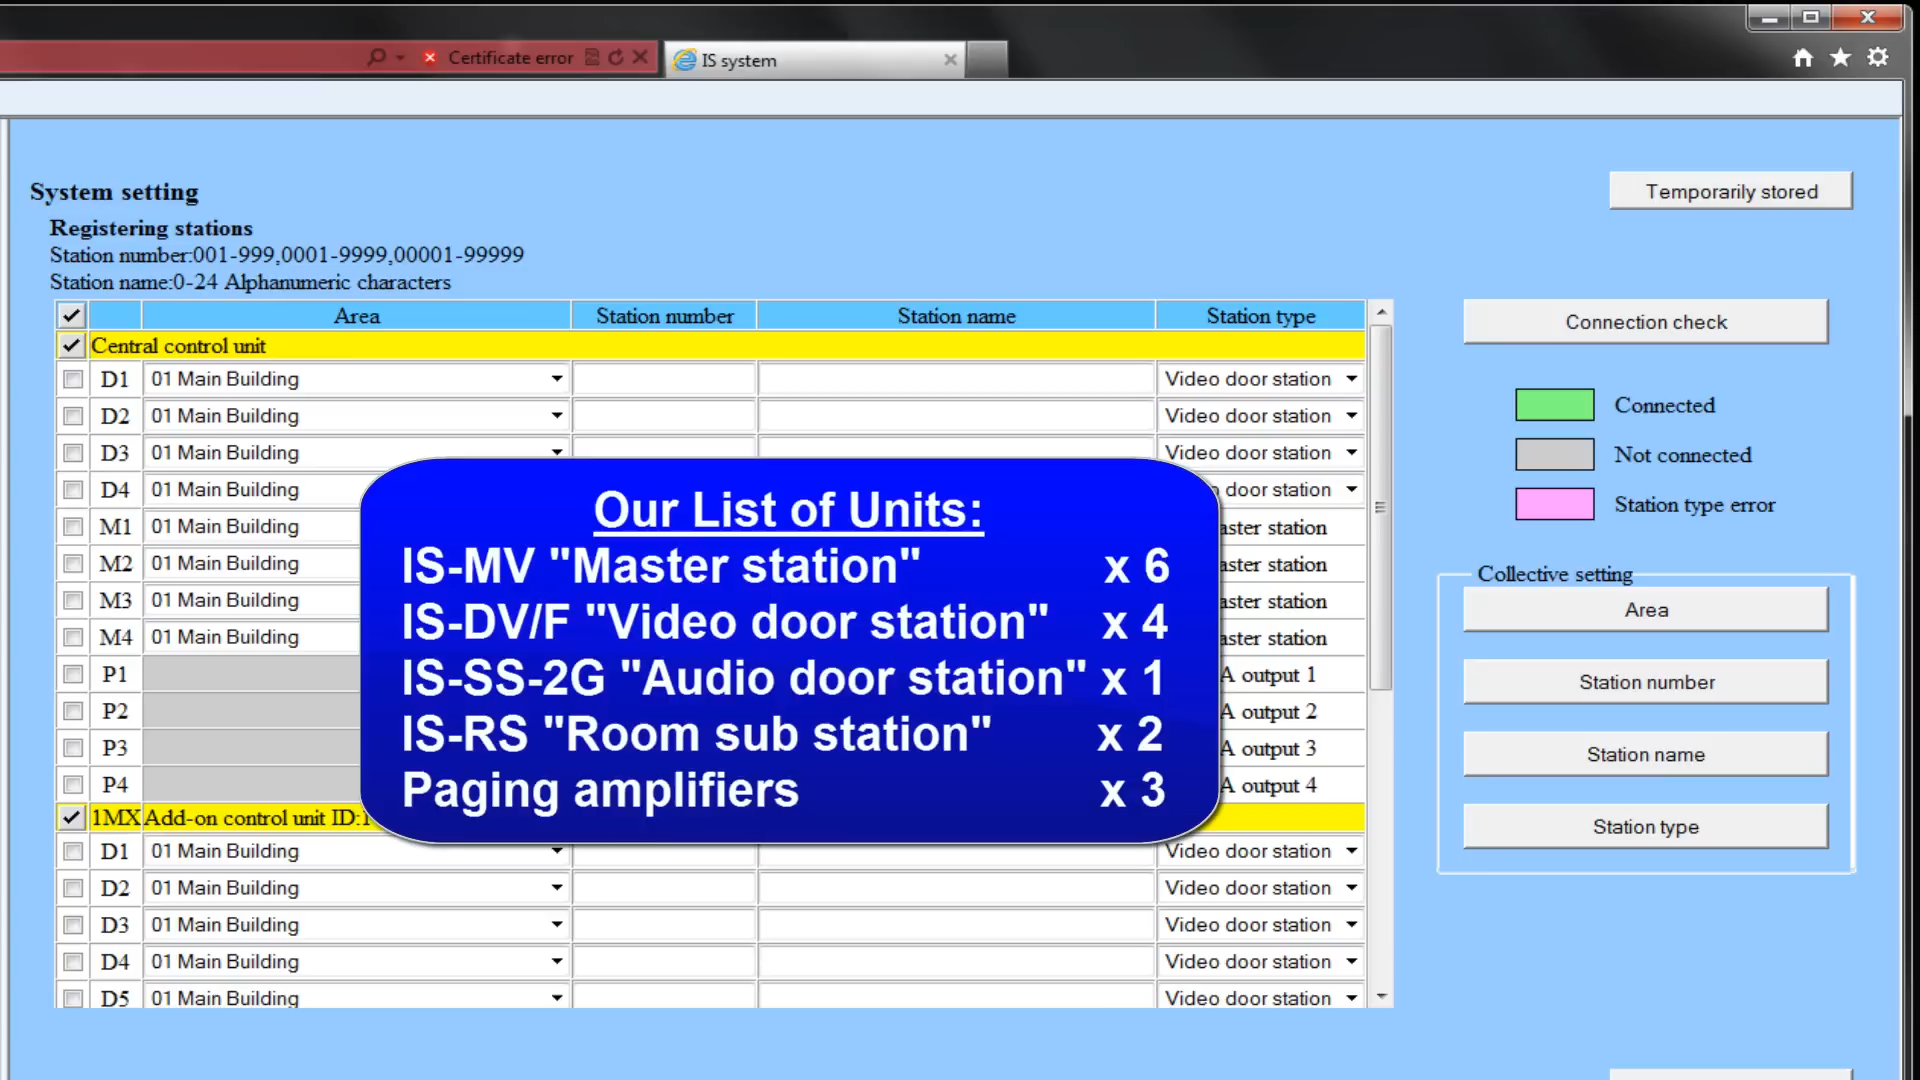 Certificate error
IS system
System setting
Temporarily stored
Registering stations
Station number:001-999,0001-9999,00001-99999
Station name:0-24 Alphanumeric characters
Area Station number Station name Station type
Connection check
Central control unit
D1 01 Main Building Video door station
D2 01 Main Building Video door station
Connected
D3 01 Main Building Video door station
Not connected
D4 01 Main Building door station
Station type error
M1 01 Main Building aster station
M2 01 Main Building aster station
M3 01 Main Building aster station
M4 01 Main Building aster station
P1 A output 1
P2 A output 2
P3 A output 3
P4 A output 4
Our List of Units:
IS-MV "Master station" x 6
IS-DV/F "Video door station" x 4
IS-SS-2G "Audio door station" x 1
IS-RS "Room sub station" x 2
Paging amplifiers x 3
Collective setting
Area
Station number
Station name
Station type
1MX Add-on control unit ID:1
D1 01 Main Building Video door station
D2 01 Main Building Video door station
D3 01 Main Building Video door station
D4 01 Main Building Video door station
D5 01 Main Building Video door station